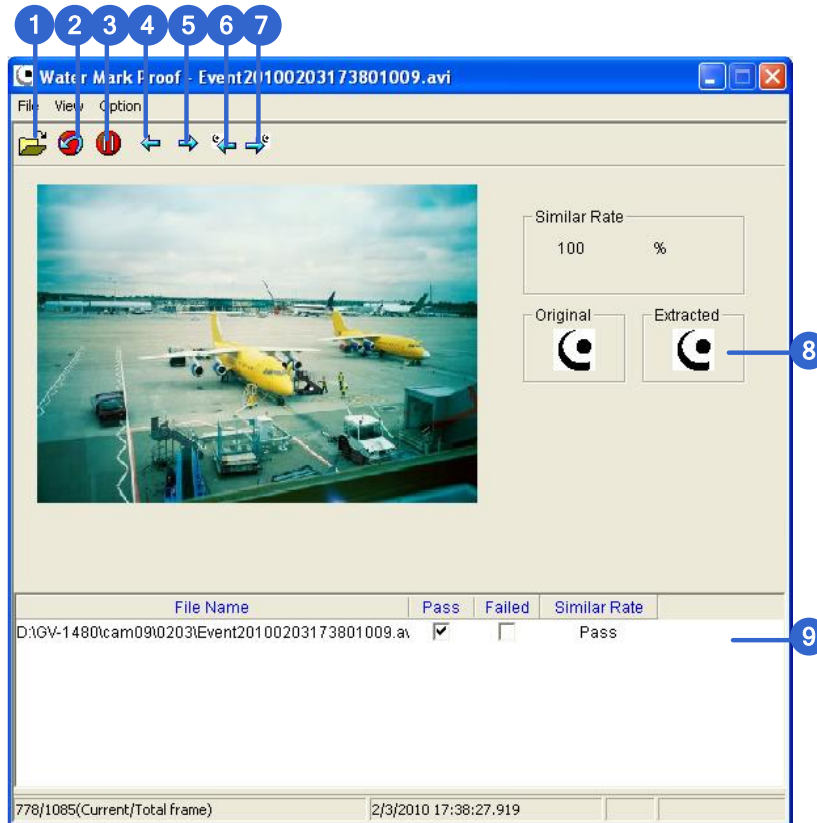 1 2 3 4 5 6 7
Water Mark Proof - Event20100203173801009.avi
File View Option
Similar Rate
100 %
Original Extracted
8
File Name Pass Failed Similar Rate
D:\GV-1480\cam09\0203\Event20100203173801009.av Pass
9
778/1085(Current/Total frame) 2/3/2010 17:38:27.919